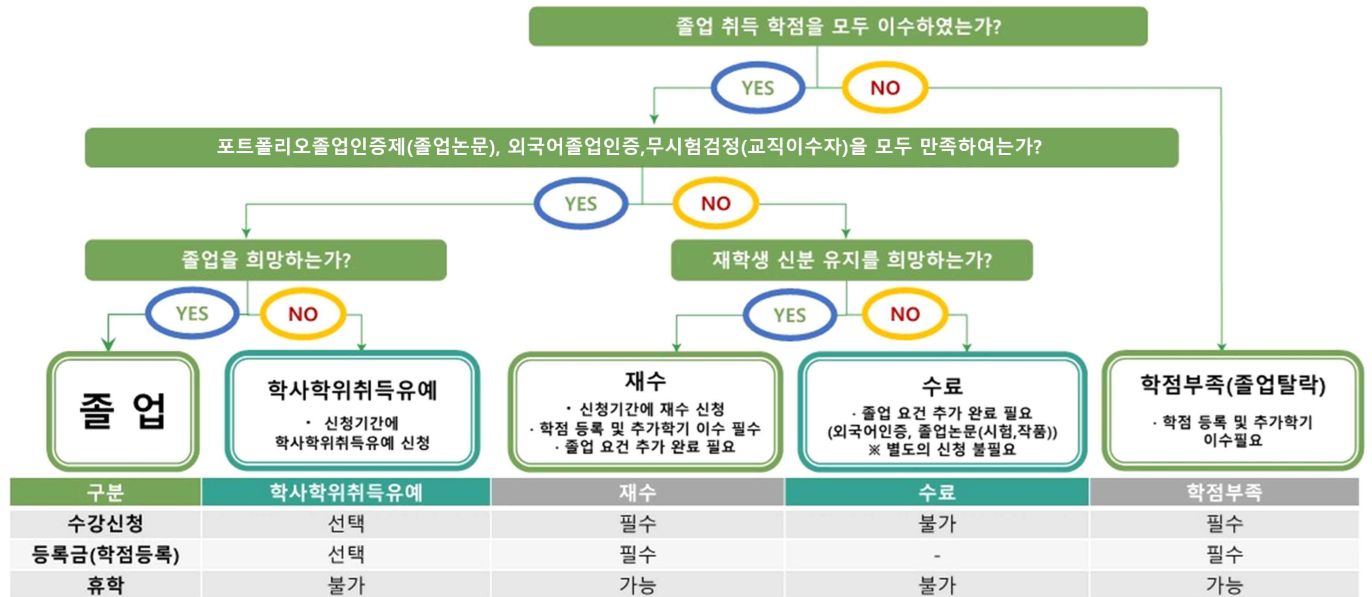 졸업 취득 학점을 모두 이수하였는가?
YES
NO
포트폴리오졸업인증제(졸업논문), 외국어졸업인증,무시험검정(교직이수자)을 모두 만족하여는가?
YES
NO
졸업을 희망하는가?
재학생 신분 유지를 희망하는가?
YES
NO
YES
NO
졸 업
학사학위취득유예
• 신청기간에
학사학위취득유예 신청
재수
• 신청기간에 재수 신청
· 학점 등록 및 추가학기 이수 필수
· 졸업 요건 추가 완료 필요
수료
· 졸업 요건 추가 완료 필요
(외국어인증, 졸업논문(시험,작품))
※ 별도의 신청 불필요
학점부족(졸업탈락)
· 학점 등록 및 추가학기
이수필요
구분 학사학위취득유예 재수 수료 학점부족
수강신청 선택 필수 불가 필수
등록금(학점등록) 선택 필수 - 필수
휴학 불가 가능 불가 가능